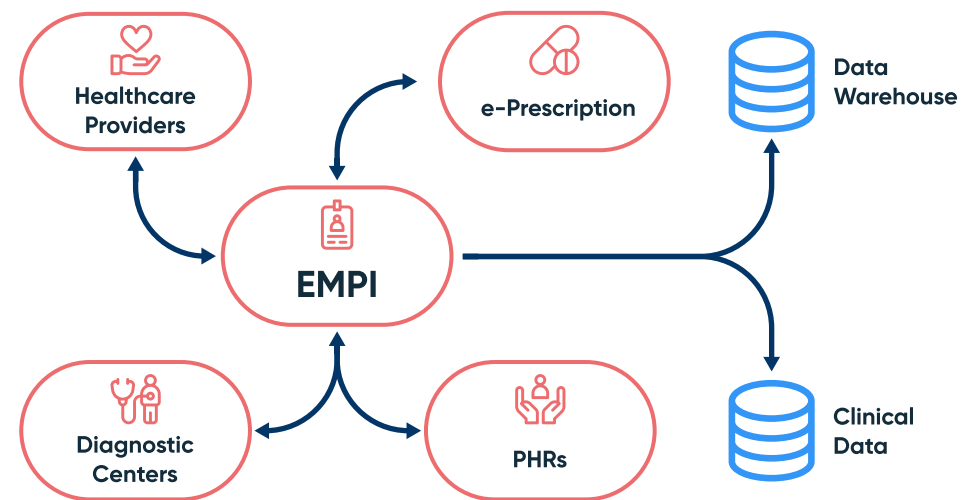 Healthcare
Providers
e-Prescription
Data
Warehouse
EMPI
Diagnostic
Centers
PHRs
Clinical
Data